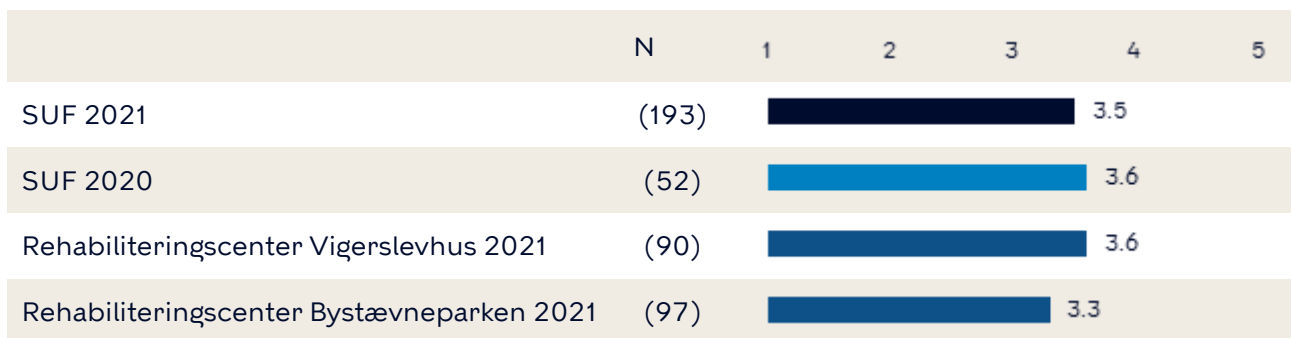 N 1 2 3 4 5
SUF 2021 (193) 3.5
SUF 2020 (52) 3.6
Rehabiliteringscenter Vigerslevhus 2021 (90) 3.6
Rehabiliteringscenter Bystævneparken 2021 (97) 3.3